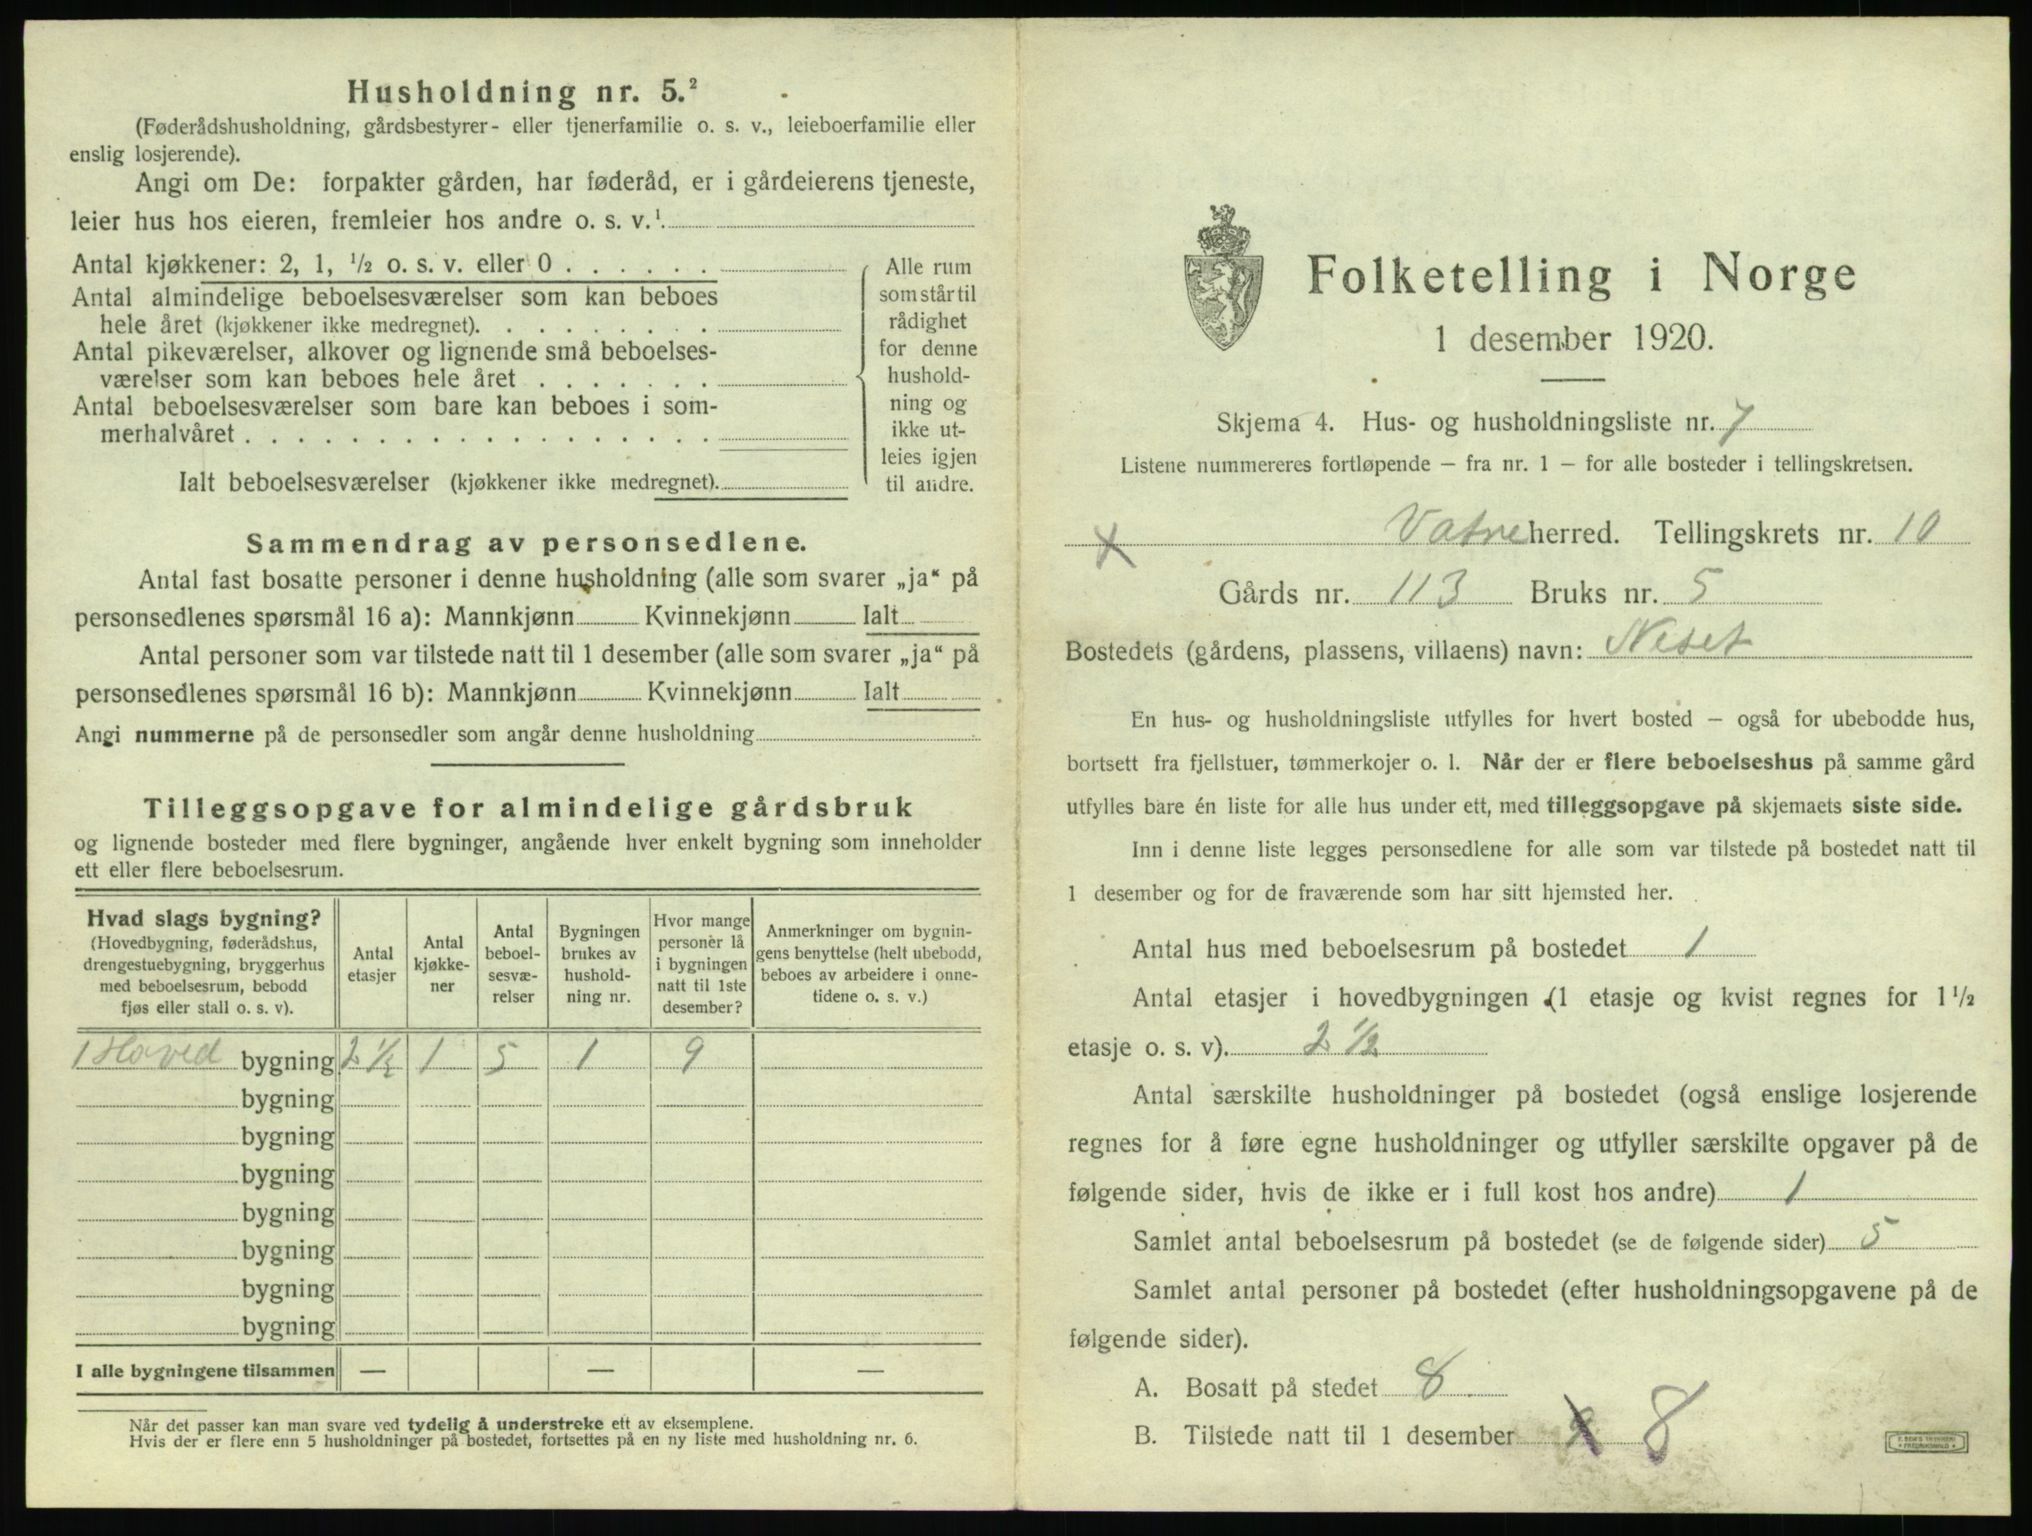 Husholdning nr. 5.²
(Føderådshusholdning, gårdsbestyrer- eller tjenerfamilie o. s. v., leieboerfamilie eller
enslig losjerende).
Angi om De: forpakter gården, har føderåd, er i gårdeierens tjeneste,
leier hus hos eieren, fremleier hos andre o. s. v.¹
Antal kjøkkener: 2, 1, ½ o. s. v. eller 0 . . . . . .
Antal almindelige beboelsesværelser som kan beboes
hele året (kjøkkener ikke medregnet). . . . . . . . .
Antal pikeværelser, alkover og lignende små beboelses-
værelser som kan beboes hele året . . . . . . .
Antal beboelsesværelser som bare kan beboes i som-
merhalvåret . . . . . . . . . . . . . . . . . .
Ialt beboelsesværelser (kjøkkener ikke medregnet).
Alle rum
som står til
rådighet
for denne
hushold-
ning og
ikke ut-
leies igjen
til andre.
Sammendrag av personsedlene.
Antal fast bosatte personer i denne husholdning (alle som svarer „ja“ på
personsedlenes spørsmål 16 a): Mannkjønn Kvinnekjønn Ialt
Antal personer som var tilstede natt til 1 desember (alle som svarer „ja“ på
personsedlenes spørsmål 16 b): Mannkjønn Kvinnekjønn Ialt
Angi nummerne på de personsedler som angår denne husholdning
Tilleggsopgave for almindelige gårdsbruk
og lignende bosteder med flere bygninger, angående hver enkelt bygning som inneholder
ett eller flere beboelsesrum.
Hvad slags bygning?
(Hovedbygning, føderådshus,
drengestuebygning, bryggerhus
med beboelsesrum, bebodd
fjøs eller stall o. s. v).
Antal
etasjer
Antal
kjøkke-
ner
Antal
beboel-
sesvæ-
relser
Bygningen
brukes av
hushold-
ning nr.
Hvor mange
personer lå
i bygningen
natt til 1ste
desember?
Anmerkninger om bygnin-
gens benyttelse (helt ubebodd,
beboes av arbeidere i onne-
tidene o. s. v.)
1 Hoved bygning 2 ½ 1 5 1 9
bygning
bygning
bygning
bygning
bygning
bygning
bygning
I alle bygningene tilsammen — — —
Når det passer kan man svare ved tydelig å understreke ett av eksemplene.
Hvis der er flere enn 5 husholdninger på bostedet, fortsettes på en ny liste med husholdning nr. 6.
Folketelling i Norge
1 desember 1920.
Skjema 4. Hus- og husholdningsliste nr. 7
Listene nummereres fortløpende – fra nr. 1 – for alle bosteder i tellingskretsen.
x Vatne herred. Tellingskrets nr. 10
Gårds nr. 113 Bruks nr. 5
Bostedets (gårdens, plassens, villaens) navn: Neset
En hus- og husholdningsliste utfylles for hvert bosted – også for ubebodde hus,
bortsett fra fjellstuer, tømmerkojer o. l. Når der er flere beboelseshus på samme gård
utfylles bare én liste for alle hus under ett, med tilleggsopgave på skjemaets siste side.
Inn i denne liste legges personsedlene for alle som var tilstede på bostedet natt til
1 desember og for de fraværende som har sitt hjemsted her.
Antal hus med beboelsesrum på bostedet 1
Antal etasjer i hovedbygningen (1 etasje og kvist regnes for 1½
etasje o. s. v). 2 ½
Antal særskilte husholdninger på bostedet (også enslige losjerende
regnes for å føre egne husholdninger og utfyller særskilte opgaver på de
følgende sider, hvis de ikke er i full kost hos andre) 1
Samlet antal beboelsesrum på bostedet (se de følgende sider) 5
Samlet antal personer på bostedet (efter husholdningsopgavene på de
følgende sider).
A. Bosatt på stedet 8
B. Tilstede natt til 1 desember 9 8